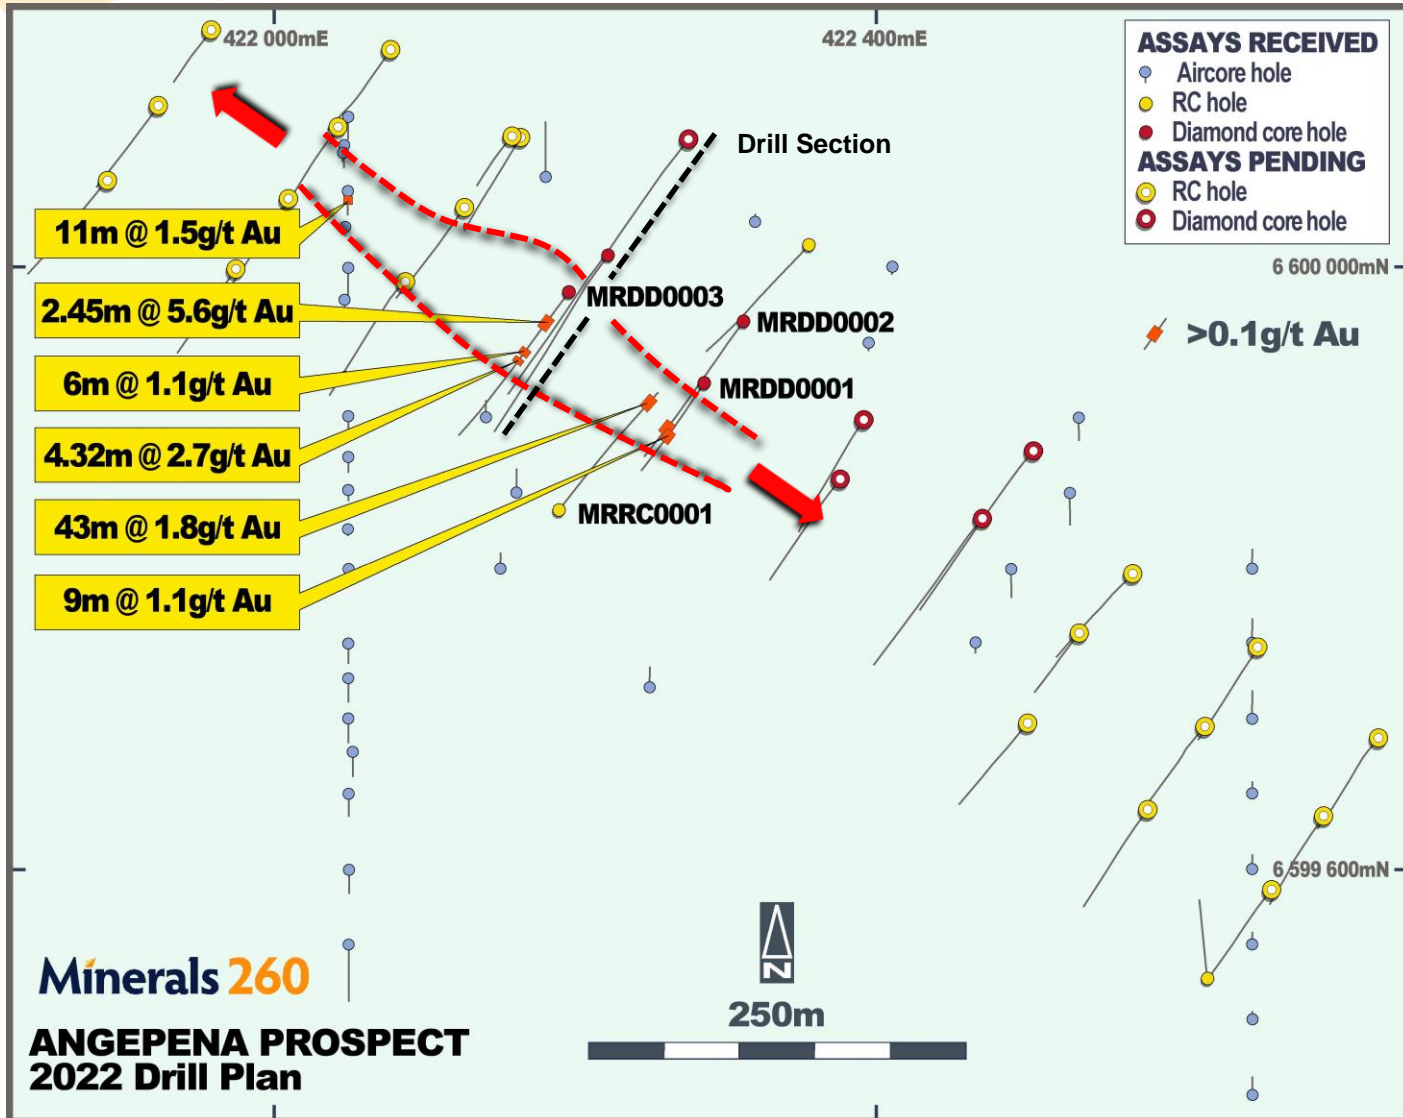 422 000mE
422 400mE
ASSAYS RECEIVED
Aircore hole
RC hole
Diamond core hole
ASSAYS PENDING
RC hole
Diamond core hole
Drill Section
11m @ 1.5g/t Au
6 600 000mN
2.45m @ 5.6g/t Au
MRDD0003
MRDD0002
>0.1g/t Au
6m @ 1.1g/t Au
MRDD0001
4.32m @ 2.7g/t Au
43m @ 1.8g/t Au
MRRC0001
9m @ 1.1g/t Au
6 599 600mN
Minerals 260
N
250m
ANGEPENA PROSPECT
2022 Drill Plan